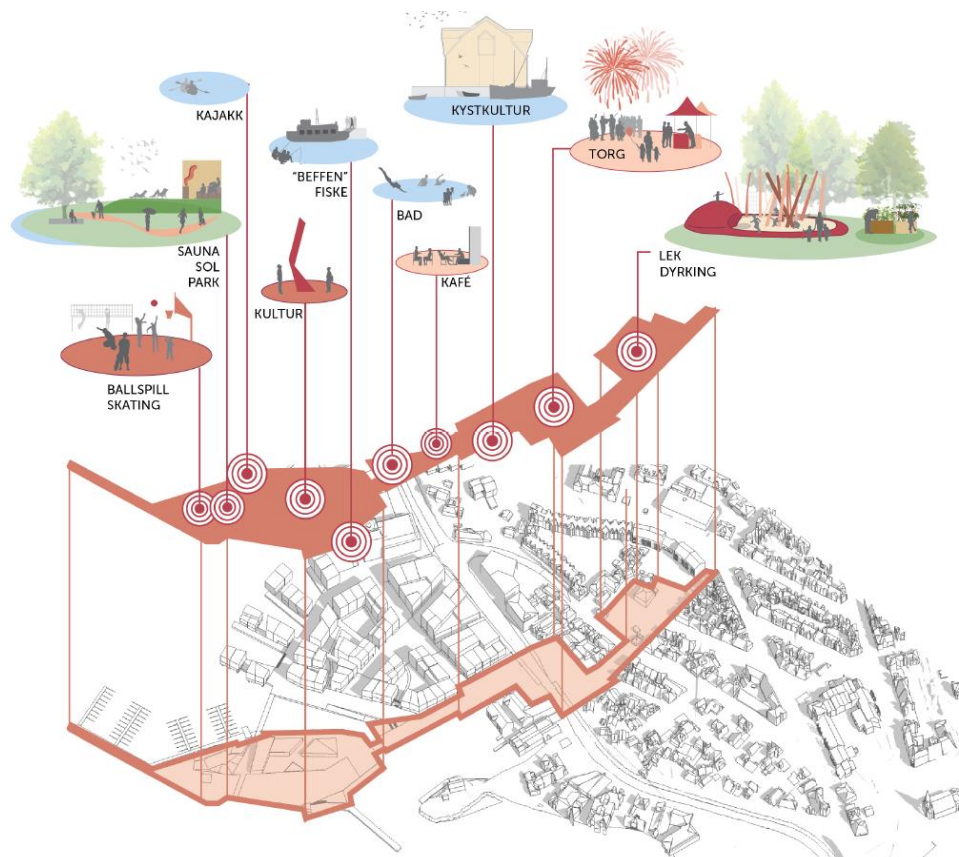 KAJAKK
KYSTKULTUR
"BEFFEN"
FISKE
TORG
BAD
SAUNA
SOL
PARK
KULTUR
KAFÉ
LEK
DYRKING
BALLSPILL
SKATING